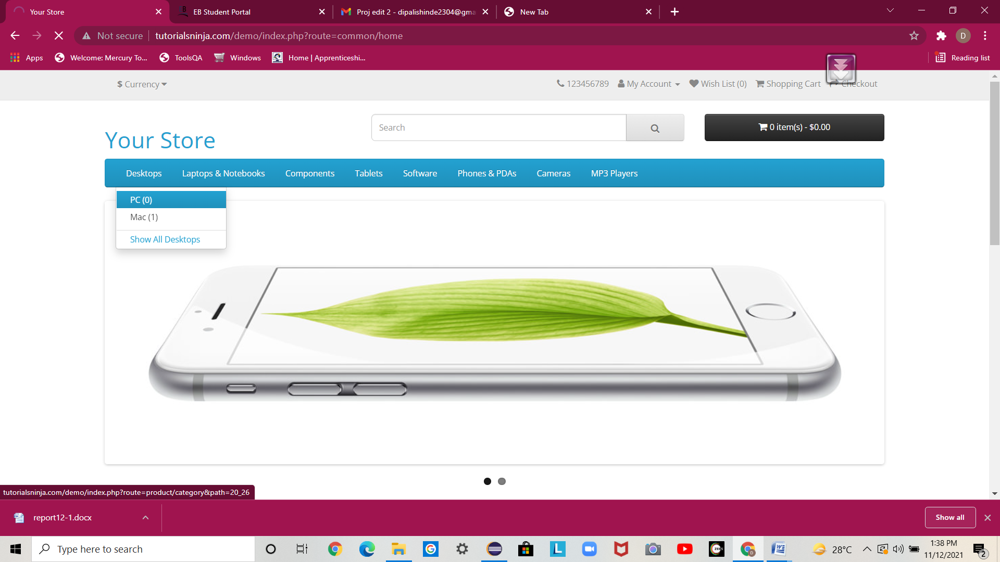 Your Store
EB Student Portal
Proj edit 2 - dipalishinde2304@gma
New Tab
Not secure
tutorialsninja.com/demo/index.php?route=common/home
D
Apps
Welcome: Mercury To...
ToolsQA
Windows
Home | Apprenticeshi...
Reading list
$ Currency
123456789
My Account
Wish List (0)
Shopping Cart
Checkout
Your Store
Search
0 item(s) - $0.00
Desktops
Laptops & Notebooks
Components
Tablets
Software
Phones & PDAs
Cameras
MP3 Players
PC (0)
Mac (1)
Show All Desktops
tutorialsninja.com/demo/index.php?route=product/category&path=20_26
report12-1.docx
Show all
Type here to search
28°C
1:38 PM
11/12/2021
2